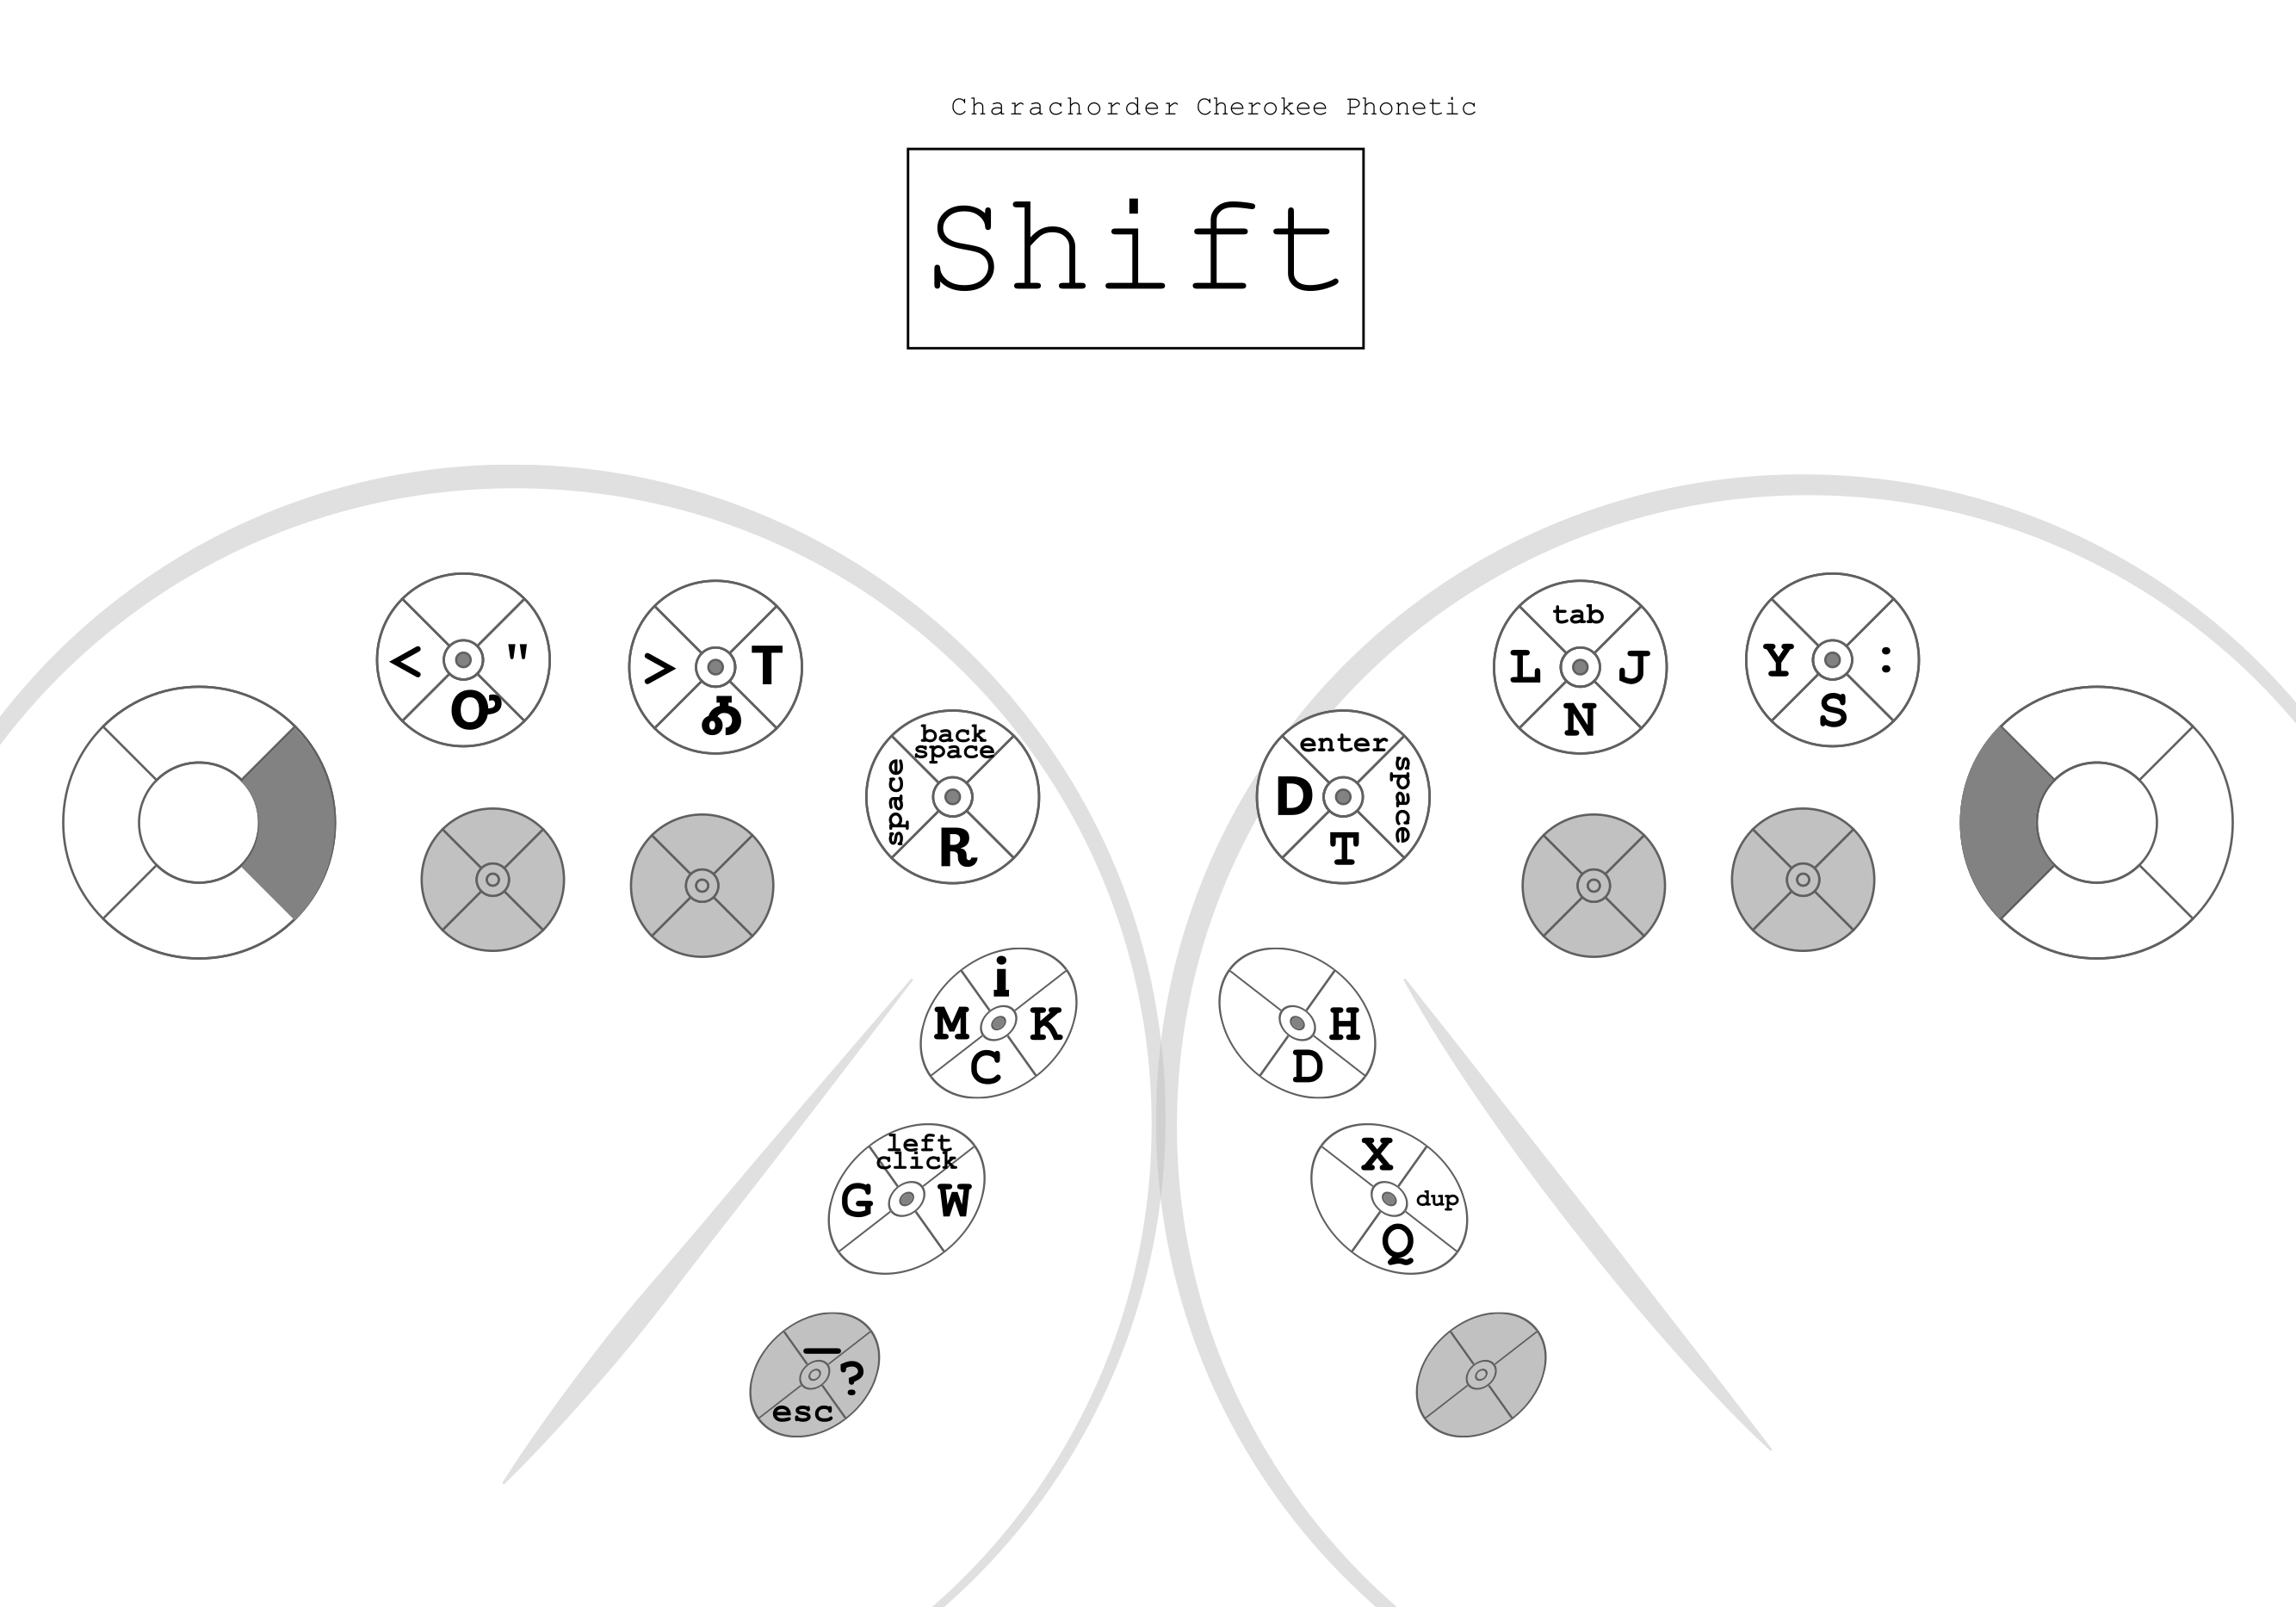 Charachorder Cherokee Phonetic
Shift
< "
Ꭴ
> Ꭲ
Ꭳ
back
space
space
Ꭱ
enter
Ꭰ space
T
tab
L J
N
Y :
S
Ꭵ
M K
C
H
D
left
click
G W
X
dup
Q
_
?
esc